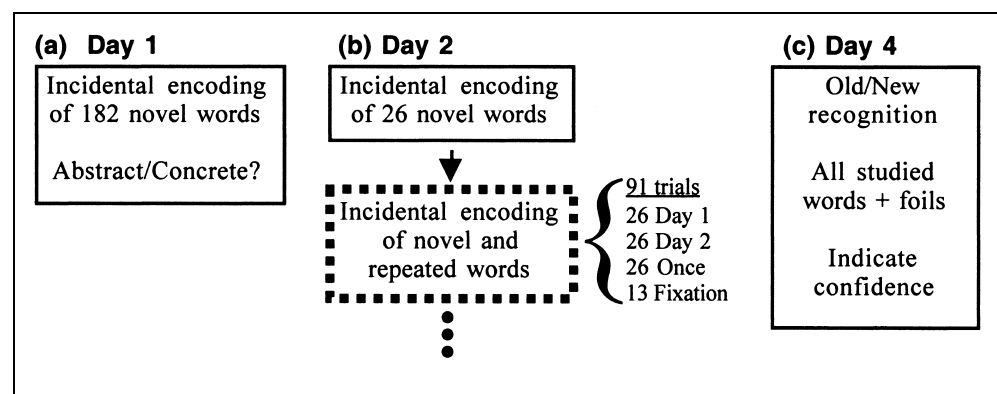 (a) Day 1
Incidental encoding
of 182 novel words
Abstract/Concrete?
(b) Day 2
Incidental encoding
of 26 novel words
Incidental encoding
of novel and
repeated words
91 trials
26 Day 1
26 Day 2
26 Once
13 Fixation
(c) Day 4
Old/New
recognition
All studied
words + foils
Indicate
confidence